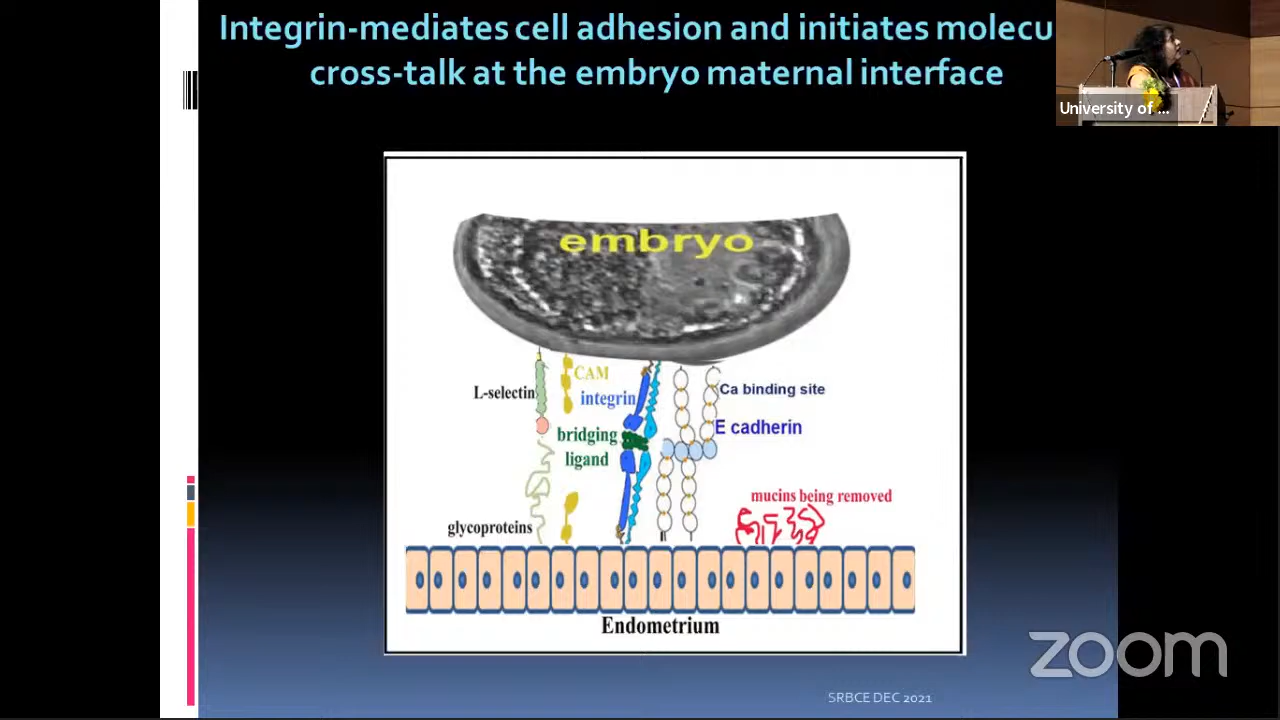 Integrin-mediates cell adhesion and initiates molecu
cross-talk at the embryo maternal interface
University of ...
embryo
CAM
L-selectin
integrin
Ca binding site
bridging
ligand
E cadherin
mucins being removed
glycoproteins
Endometrium
zoom
SRBCE DEC 2021